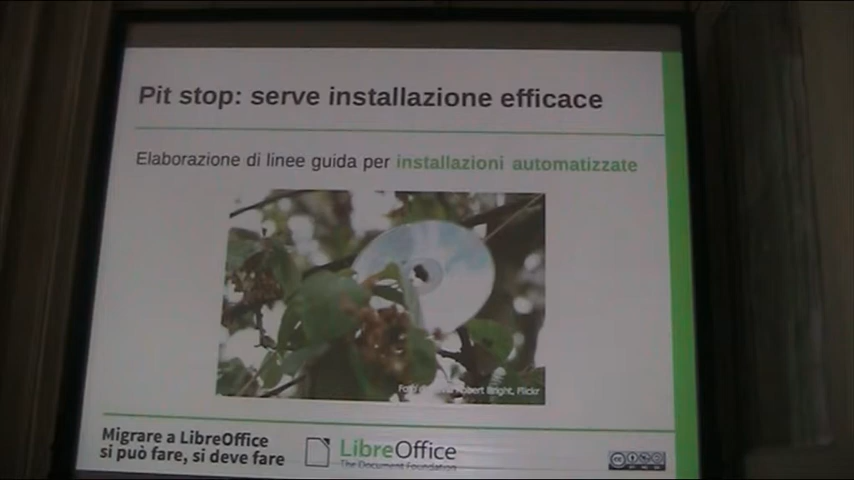 Pit stop: serve installazione efficace
Elaborazione di linee guida per installazioni automatizzate
Robert Bright, Flickr
Migrare a LibreOffice
si può fare, si deve fare
LibreOffice
The Document Foundation